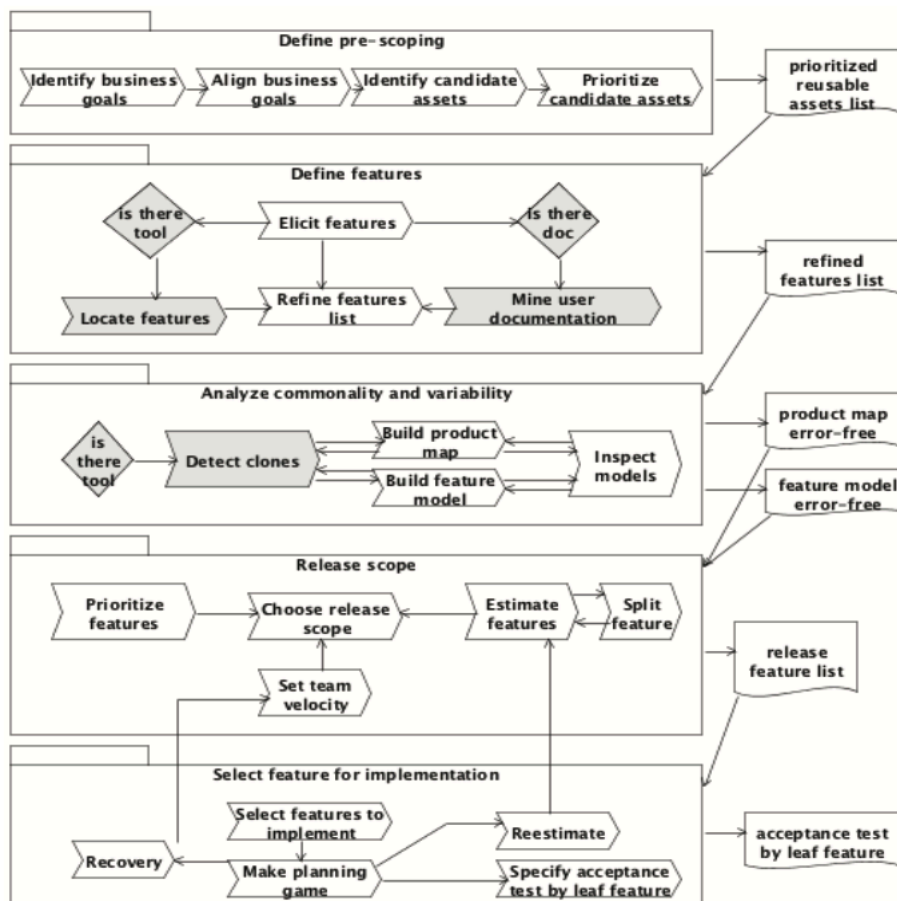 Define pre-scoping
Identify business
goals
Align business
goals
Identify candidate
assets
Prioritize
candidate assets
prioritized
reusable
assets list
Define features
is there
tool
Elicit features
is there
doc
Locate features
Refine features
list
Mine user
documentation
refined
features list
Analyze commonality and variability
is
there
tool
Detect clones
Build product
map
Build feature
model
Inspect
models
product map
error-free
feature model
error-free
Release scope
Prioritize
features
Choose release
scope
Estimate
features
Split
feature
Set team
velocity
release
feature list
Select feature for implementation
Select features to
implement
Recovery
Make planning
game
Reestimate
Specify acceptance
test by leaf feature
acceptance test
by leaf feature